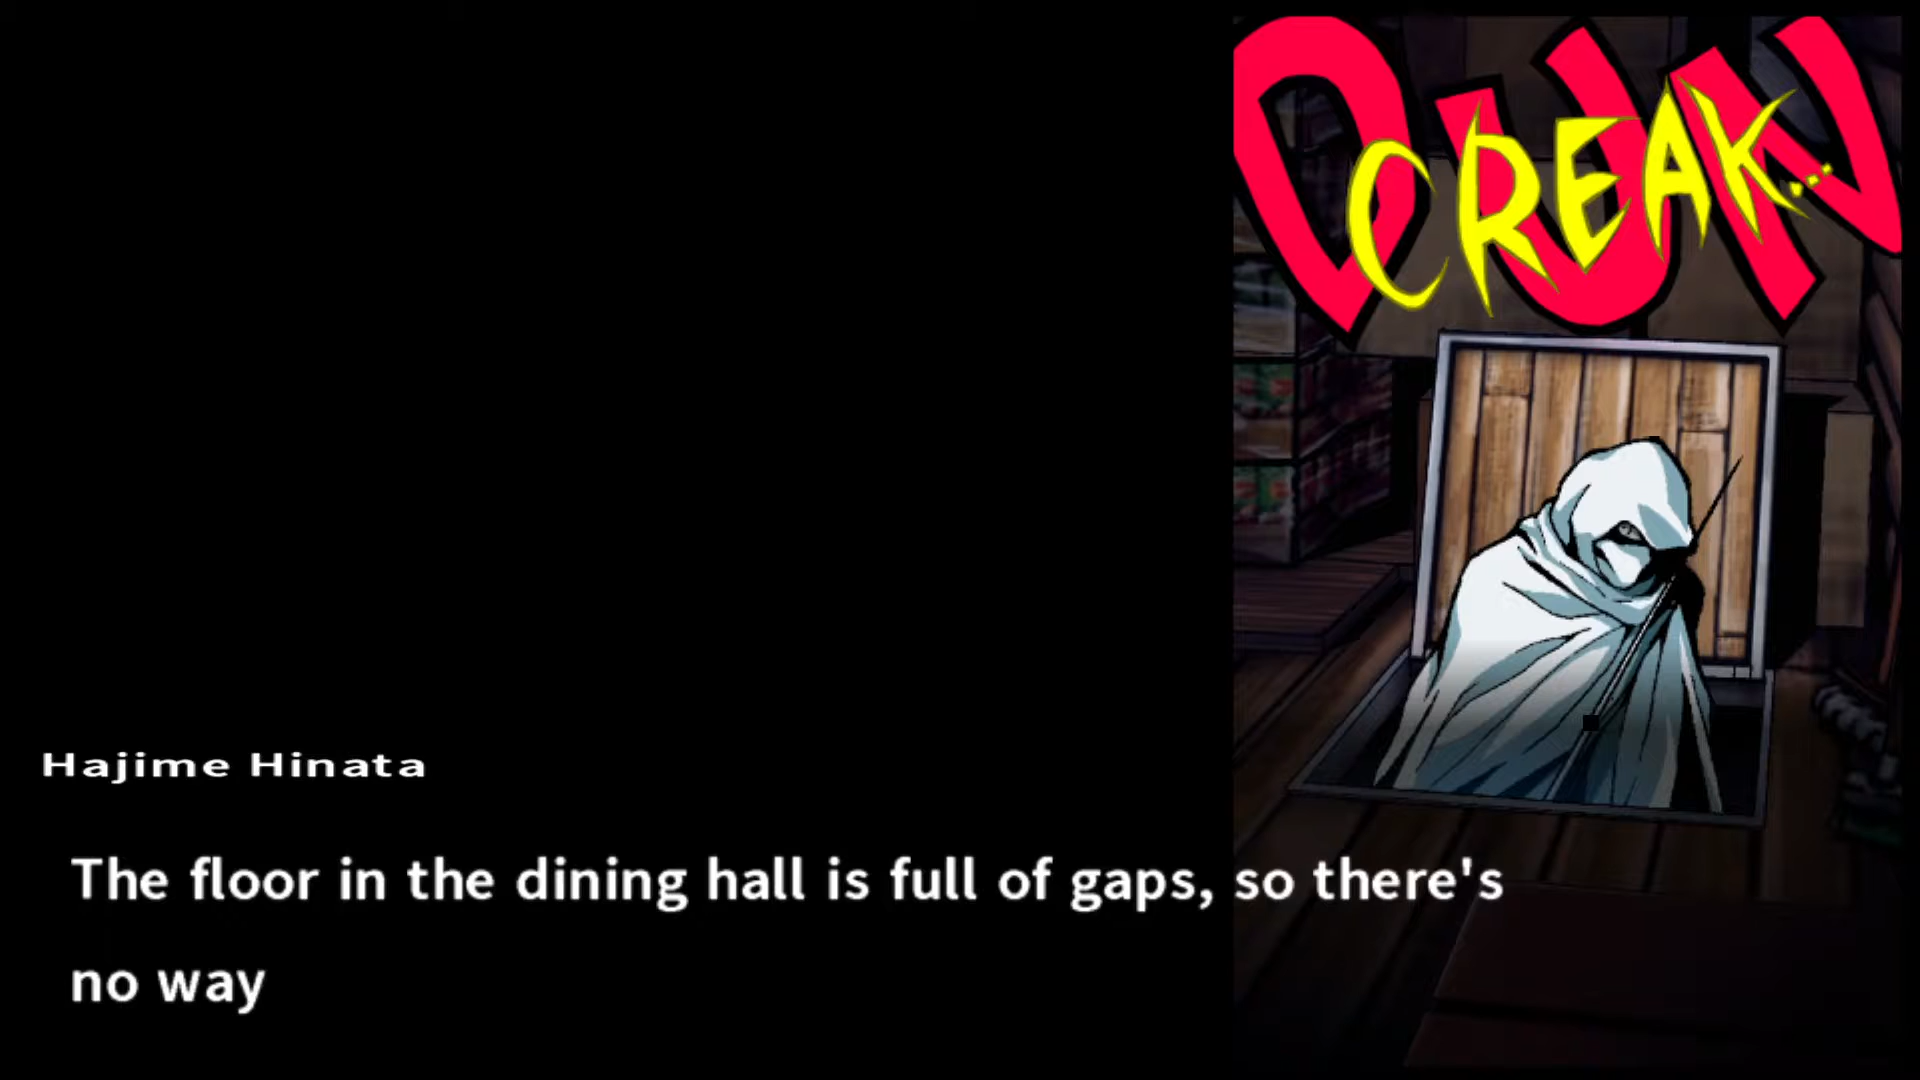 DUN
CREAK...
Hajime Hinata
The floor in the dining hall is full of gaps, so there's
no way